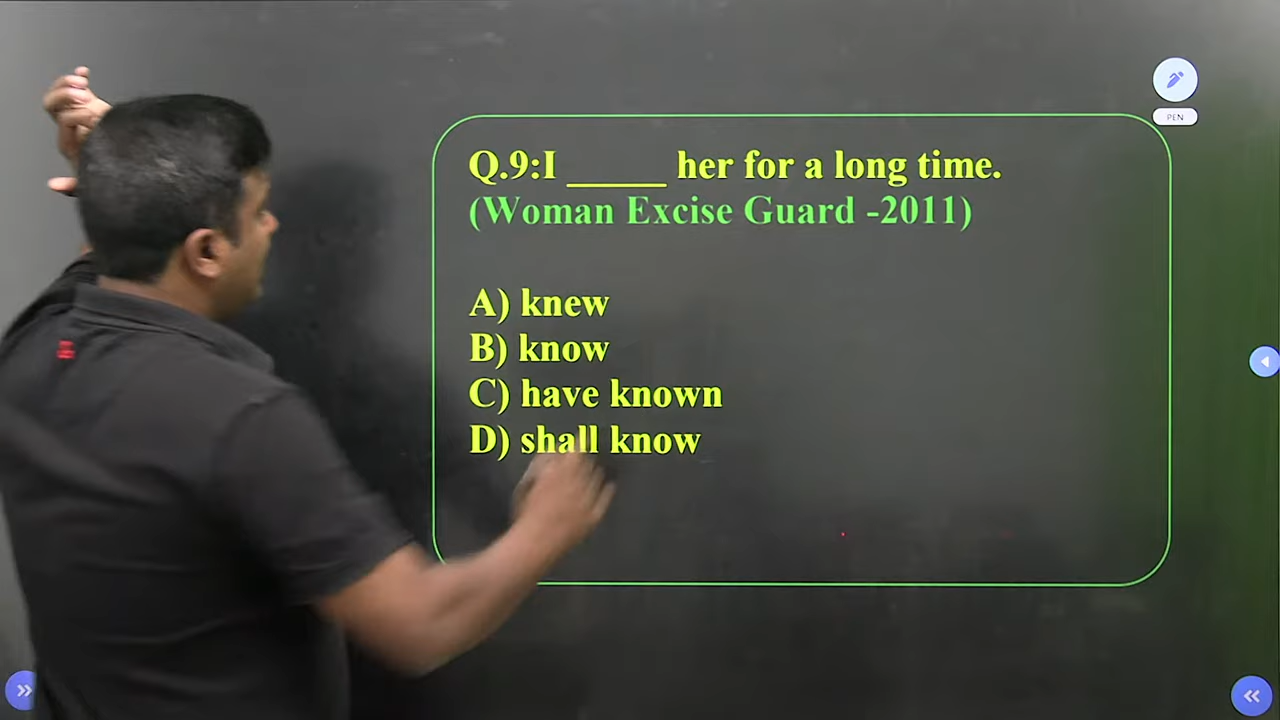 PEN
Q.9:I _____ her for a long time.
(Woman Excise Guard -2011)
A) knew
B) know
C) have known
D) shall know